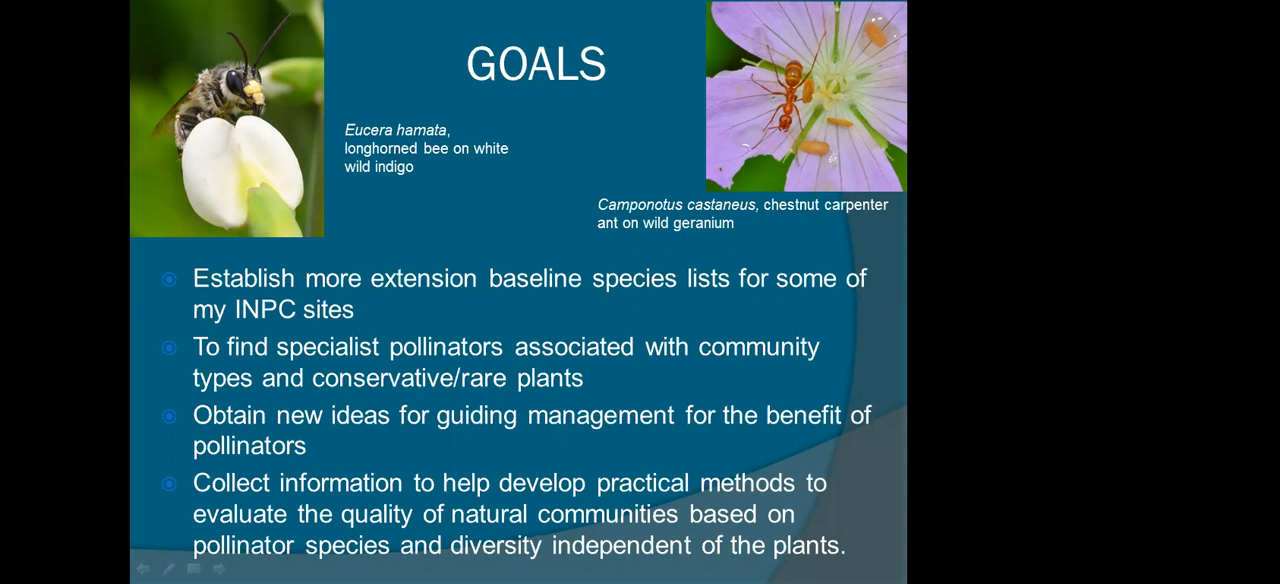 GOALS
Eucera hamata,
longhorned bee on white
wild indigo
Camponotus castaneus, chestnut carpenter
ant on wild geranium
Establish more extension baseline species lists for some of
my INPC sites
To find specialist pollinators associated with community
types and conservative/rare plants
Obtain new ideas for guiding management for the benefit of
pollinators
Collect information to help develop practical methods to
evaluate the quality of natural communities based on
pollinator species and diversity independent of the plants.